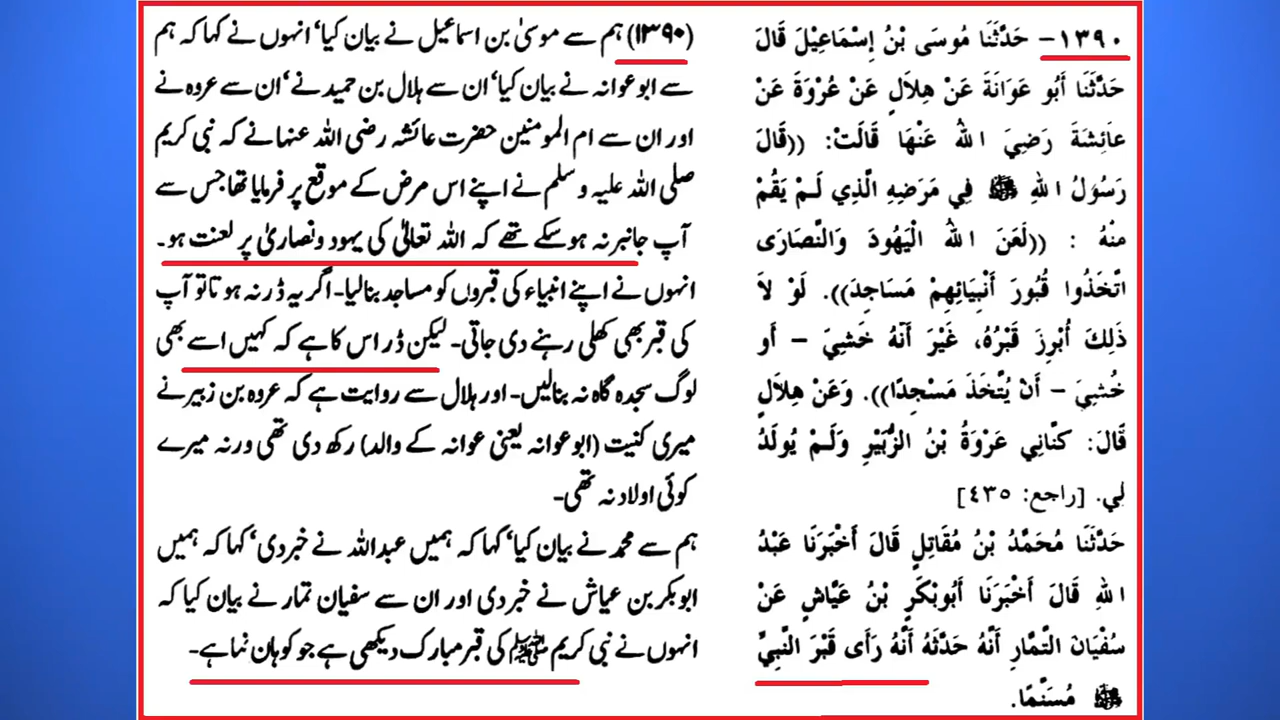 ۱۳۹۰- حَدَّثَنَا مُوسَى بْنُ إِسْمَاعِيْلَ قَالَ
حَدَّثَنَا أَبُو عَوَانَةَ عَنْ هِلاَلٍ عَنْ عُرْوَةَ عَنْ
عَائِشَةَ رَضِيَ اللهُ عَنْهَا قَالَتْ: ((قَالَ
رَسُوْلُ اللهِ ﷺ فِي مَرَضِهِ الَّذِي لَمْ يَقُمْ
مِنْهُ : ((لَعَنَ اللهُ الْيَهُودَ وَالنَّصَارَى
اتَّخَذُوا قُبُورَ أَنْبِيَائِهِمْ مَسَاجِدَ)). لَوْ لاَ
ذَلِكَ أُبْرِزَ قَبْرُهُ، غَيْرَ أَنَّهُ خَشِيَ – أَو
خُشِيَ – أَنْ يُتَّخَذَ مَسْجِدًا)). وَعَنْ هِلاَلٍ
قَالَ: كَنَّانِي عُرْوَةُ بْنُ الزُّبَيْرِ وَلَمْ يُولَدُ
لِي. [راجع: ٤٣٥]
حَدَّثَنَا مُحَمَّدُ بْنُ مُقَاتِلٍ قَالَ أَخْبَرَنَا عَبْدُ
اللهِ قَالَ أَخْبَرَنَا أَبُوبَكَرٍ بْنُ عَيَّاشٍ عَنْ
سُفْيَانَ التَّمَّارِ أَنَّهُ حَدَّثَهُ أَنَّهُ رَأَى قَبْرَ النَّبِيِّ
ﷺ مُسَنَّمًا.
(۱۳۹۰) ہم سے موسیٰ بن اسماعیل نے بیان کیا‘ انہوں نے کہا کہ ہم
سے ابوعوانہ نے بیان کیا‘ ان سے ہلال بن حمید نے‘ ان سے عروہ نے
اور ان سے ام المومنین حضرت عائشہ رضی اللہ عنہا نے کہ نبی کریم
صلی اللہ علیہ و سلم نے اپنے اس مرض کے موقع پر فرمایا تھا جس سے
آپ جانبر نہ ہو سکے تھے کہ اللہ تعالیٰ کی یہود و نصاریٰ پر لعنت ہو۔
انہوں نے اپنے انبیاء کی قبروں کو مساجد بنالیا۔ اگر یہ ڈر نہ ہوتا تو آپ
کی قبر بھی کھلی رہنے دی جاتی۔ لیکن ڈر اس کا ہے کہ کہیں اسے بھی
لوگ سجدہ گاہ نہ بنالیں۔ اور ہلال سے روایت ہے کہ عروہ بن زبیر نے
میری کنیت (ابوعوانہ یعنی عوانہ کے والد) رکھ دی تھی ورنہ میرے
کوئی اولاد نہ تھی۔
ہم سے محمد نے بیان کیا‘ کہا کہ ہمیں عبداللہ نے خبر دی‘ کہا کہ ہمیں
ابوبکر بن عیاش نے خبر دی اور ان سے سفیان تمار نے بیان کیا کہ
انہوں نے نبی کریم ﷺ کی قبر مبارک دیکھی ہے جو کوہان نما ہے۔